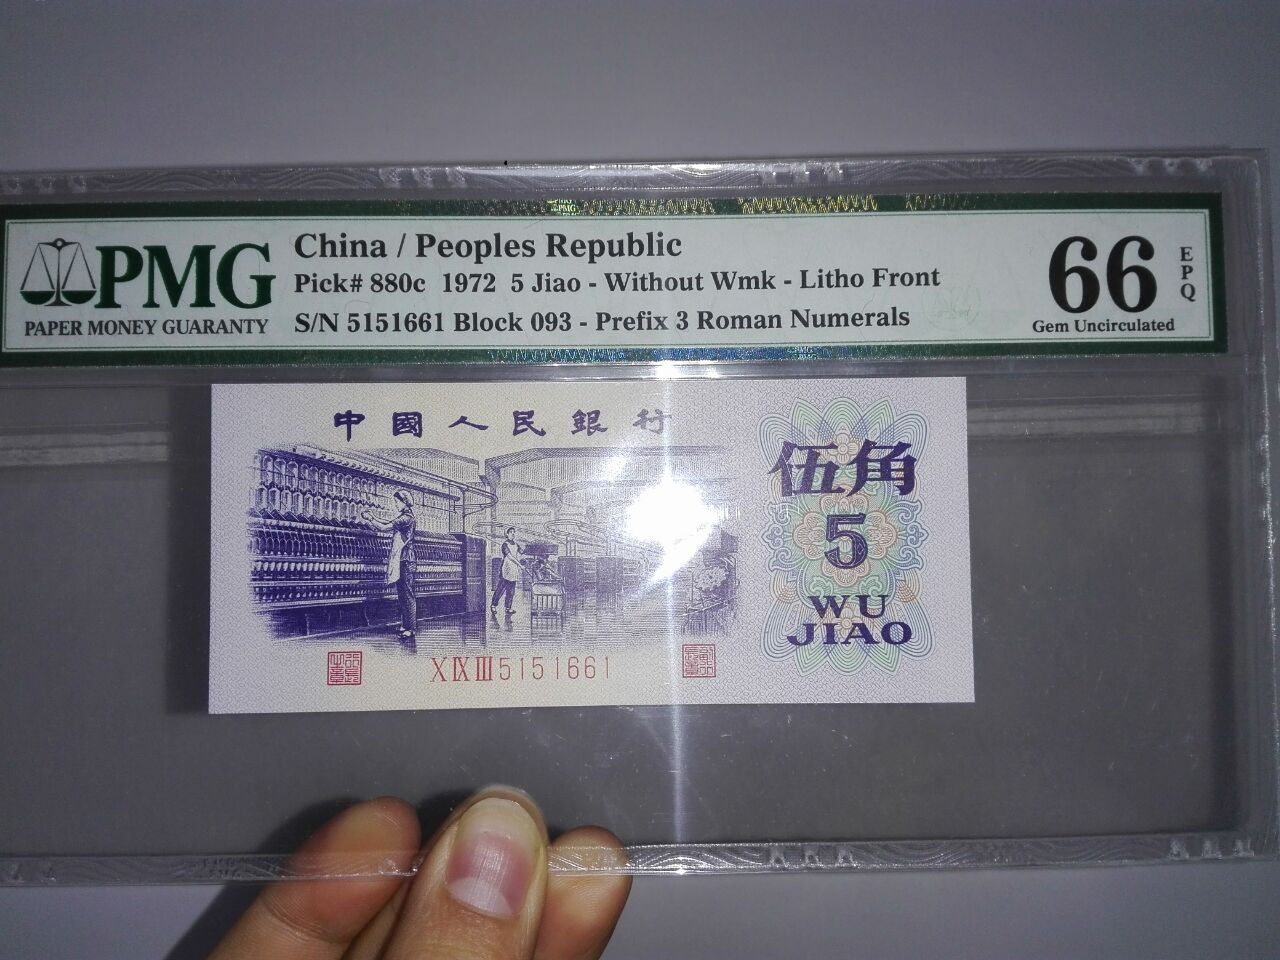 PMG
PAPER MONEY GUARANTY
China / Peoples Republic
Pick# 880c 1972 5 Jiao - Without Wmk - Litho Front
S/N 5151661 Block 093 - Prefix 3 Roman Numerals
66
EPQ
Gem Uncirculated
中國人民銀行
伍角
5
WU
JIAO
X IX III 5151661